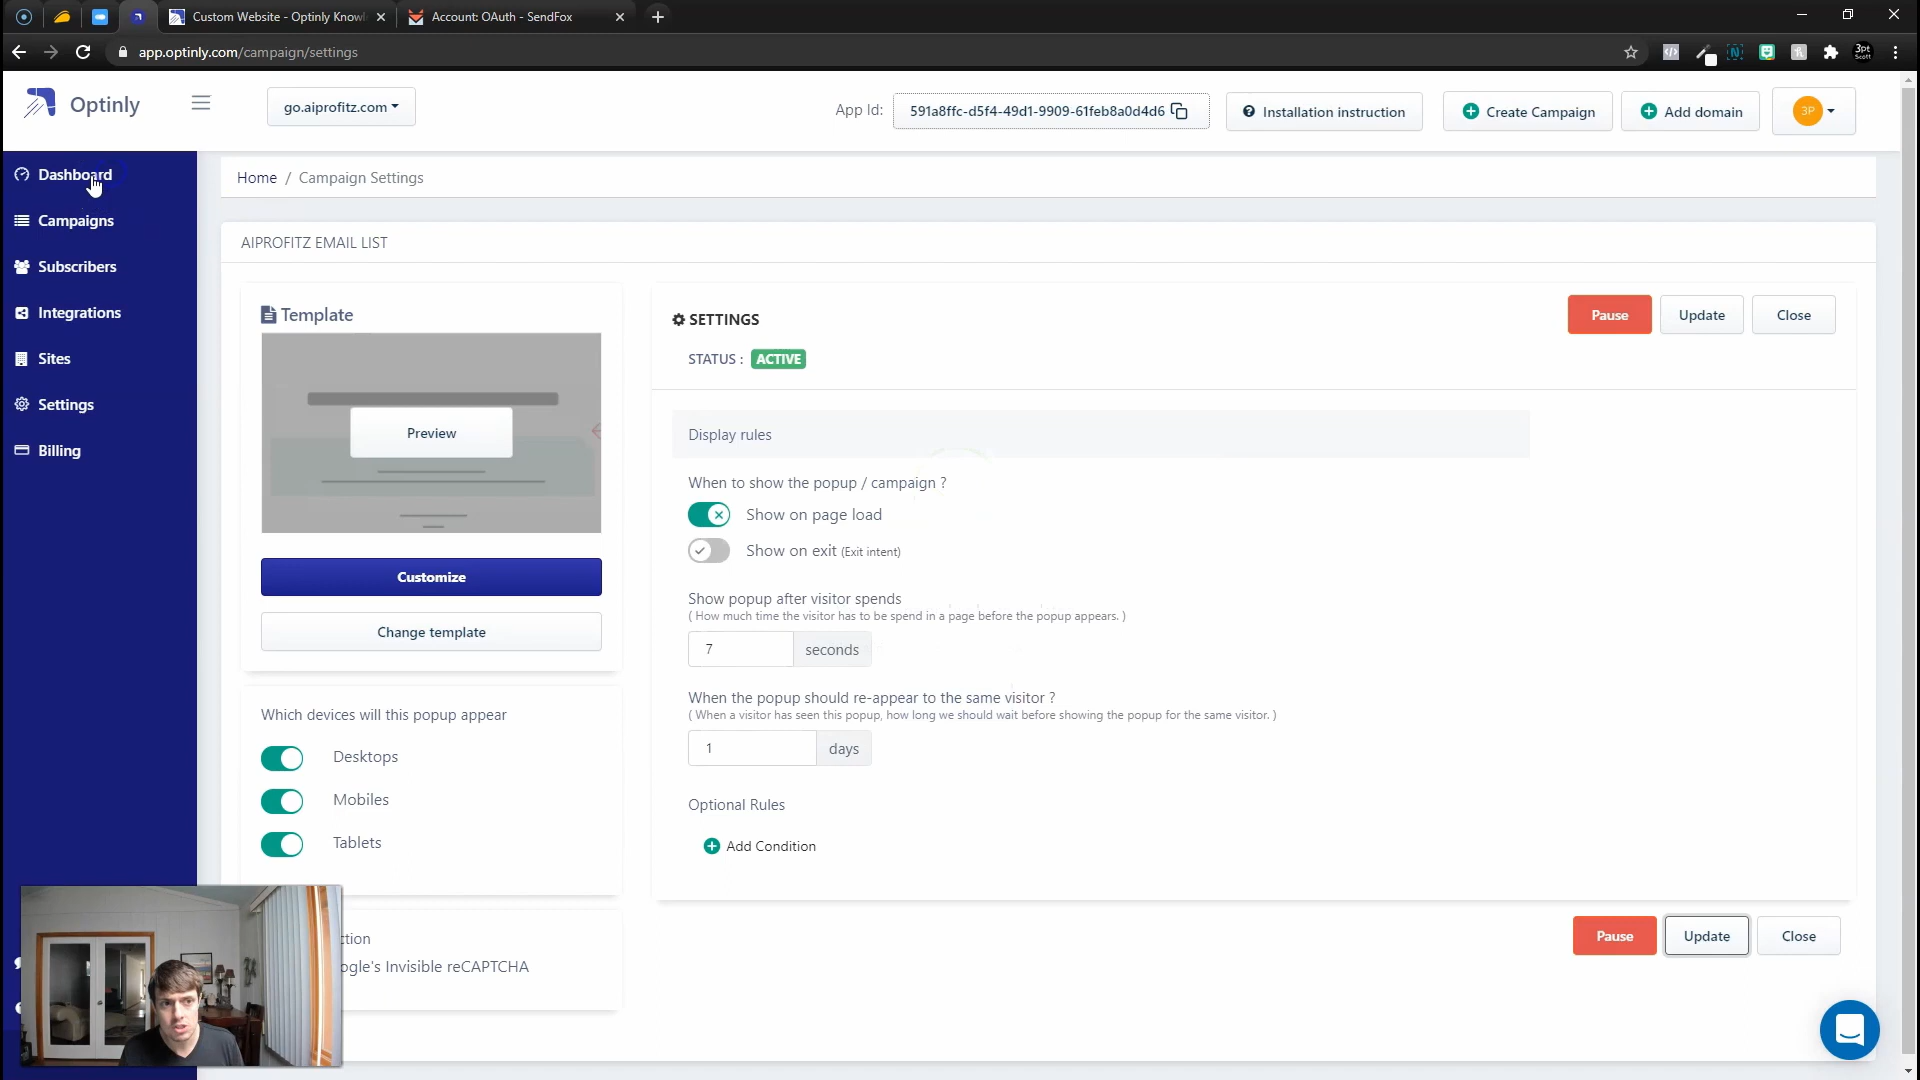 Custom Website - Optinly Knowl
Account: OAuth - SendFox
app.optinly.com/campaign/settings
3pt
Scott
Optinly
go.aiprofitz.com
App Id:
591a8ffc-d5f4-49d1-9909-61feb8a0d4d6
Installation instruction
Create Campaign
Add domain
3P
Dashboard
Campaigns
Subscribers
Integrations
Sites
Settings
Billing
Home / Campaign Settings
AIPROFITZ EMAIL LIST
Template
Preview
Customize
Change template
Which devices will this popup appear
Desktops
Mobiles
Tablets
ction
ogle's Invisible reCAPTCHA
SETTINGS
Pause
Update
Close
STATUS : ACTIVE
Display rules
When to show the popup / campaign ?
Show on page load
Show on exit (Exit intent)
Show popup after visitor spends
( How much time the visitor has to be spend in a page before the popup appears. )
7 seconds
When the popup should re-appear to the same visitor ?
( When a visitor has seen this popup, how long we should wait before showing the popup for the same visitor. )
1 days
Optional Rules
Add Condition
Pause
Update
Close